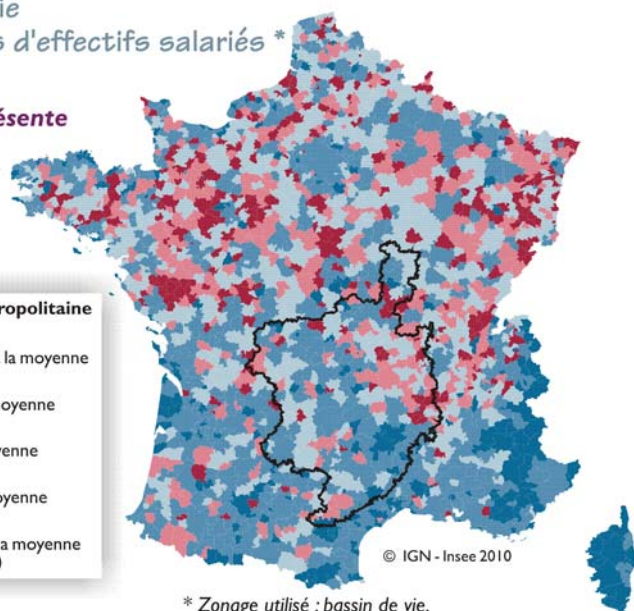 ie
s d'effectifs salariés *
ésente
ropolitaine
la moyenne
oyenne
yenne
oyenne
a moyenne
)
© IGN - Insee 2010
* Zonage utilisé : bassin de vie.